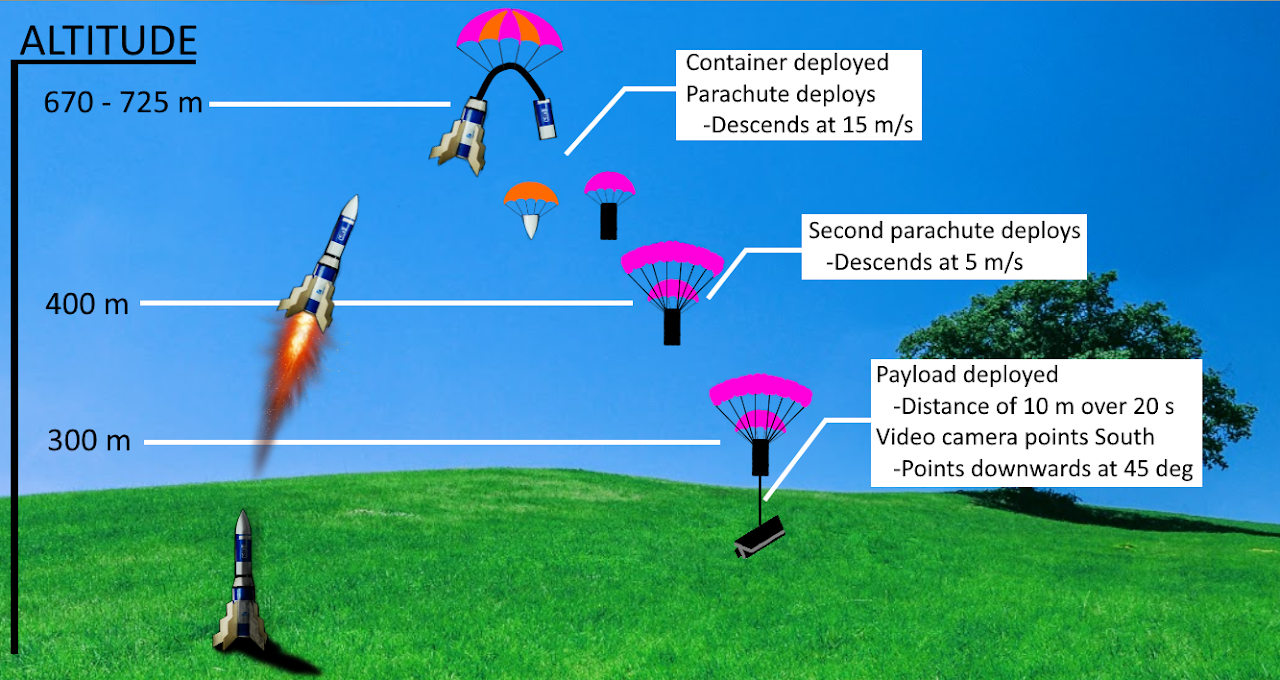 ALTITUDE
670 - 725 m
Container deployed
Parachute deploys
-Descends at 15 m/s
Second parachute deploys
-Descends at 5 m/s
400 m
Payload deployed
-Distance of 10 m over 20 s
Video camera points South
-Points downwards at 45 deg
300 m